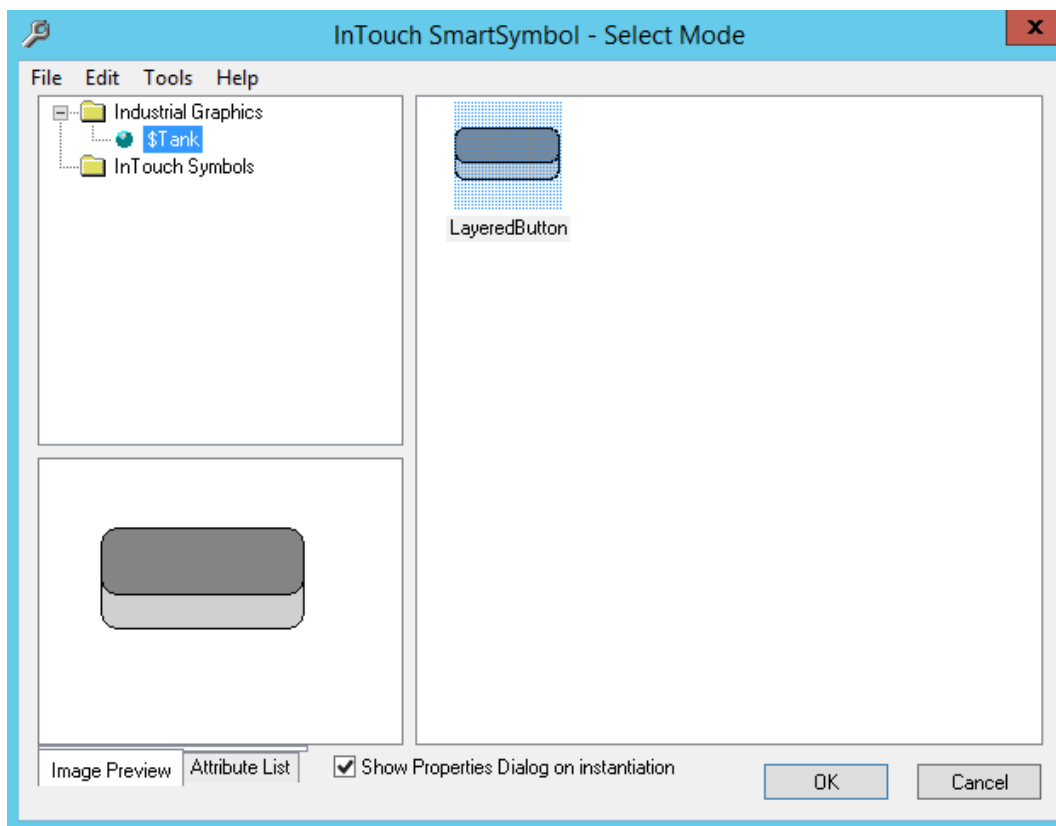 InTouch SmartSymbol - Select Mode
x
File Edit Tools Help
Industrial Graphics
$Tank
InTouch Symbols
LayeredButton
Image Preview Attribute List Show Properties Dialog on instantiation
OK Cancel